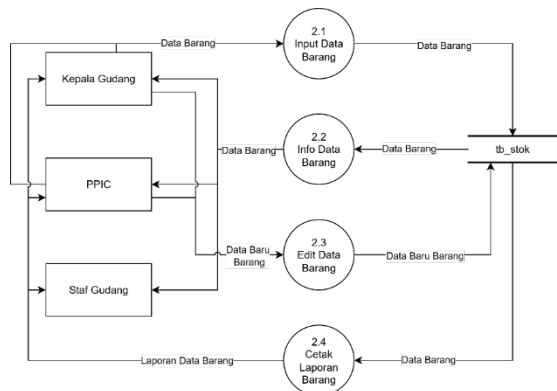 Data Barang
2.1
Input Data
Barang
Data Barang
Kepala Gudang
2.2
Info Data
Barang
Data Barang
Data Barang
tb_stok
PPIC
Data Baru
Barang
2.3
Edit Data
Barang
Data Baru Barang
Staf Gudang
2.4
Cetak
Laporan
Barang
Laporan Data Barang
Data Barang